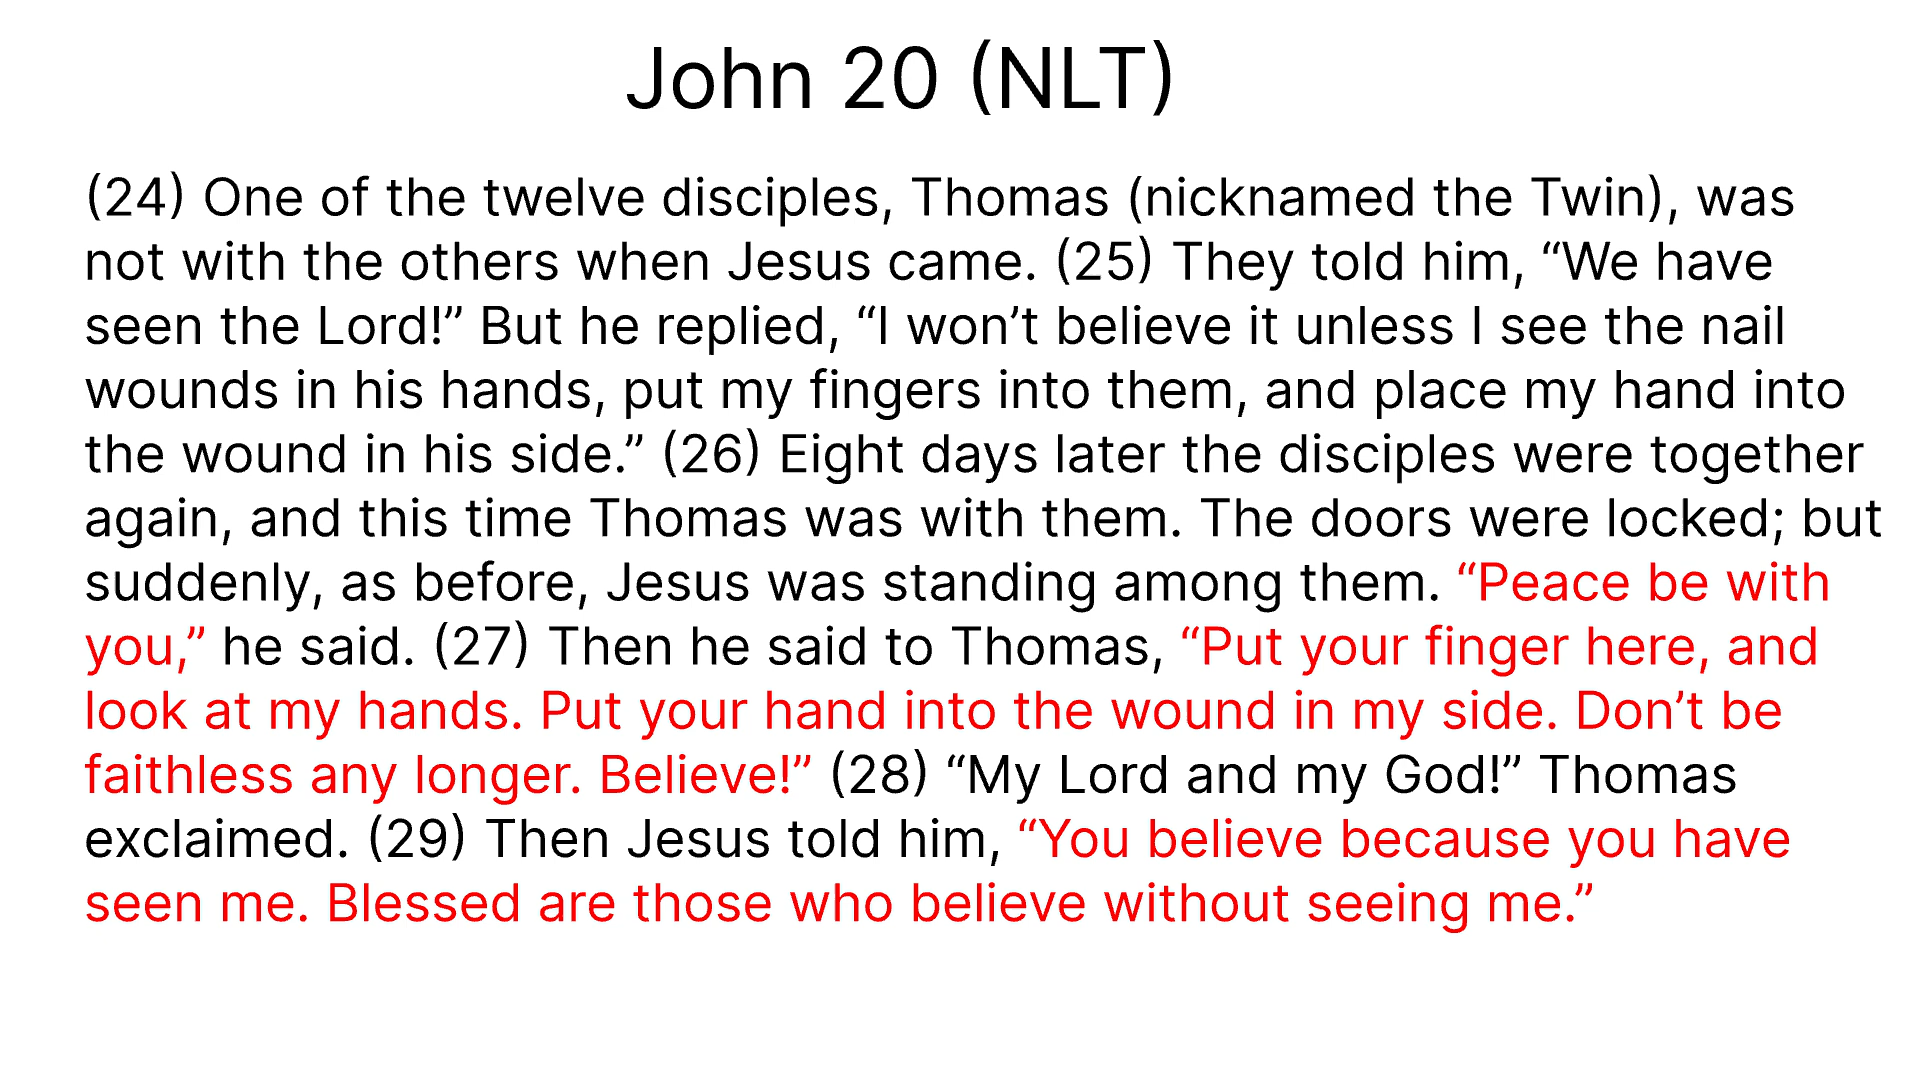 John 20 (NLT)
(24) One of the twelve disciples, Thomas (nicknamed the Twin), was
not with the others when Jesus came. (25) They told him, “We have
seen the Lord!” But he replied, “I won’t believe it unless I see the nail
wounds in his hands, put my fingers into them, and place my hand into
the wound in his side.” (26) Eight days later the disciples were together
again, and this time Thomas was with them. The doors were locked; but
suddenly, as before, Jesus was standing among them. “Peace be with
you,” he said. (27) Then he said to Thomas, “Put your finger here, and
look at my hands. Put your hand into the wound in my side. Don’t be
faithless any longer. Believe!” (28) “My Lord and my God!” Thomas
exclaimed. (29) Then Jesus told him, “You believe because you have
seen me. Blessed are those who believe without seeing me.”